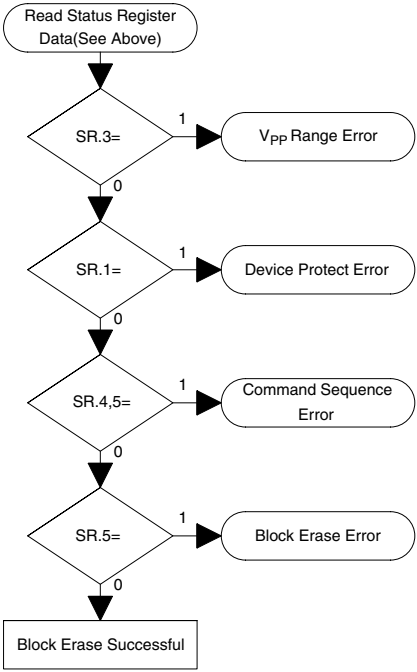 Read Status Register
Data(See Above)
SR.3=
1
VPP Range Error
0
SR.1=
1
Device Protect Error
0
SR.4,5=
1
Command Sequence
Error
0
SR.5=
1
Block Erase Error
0
Block Erase Successful